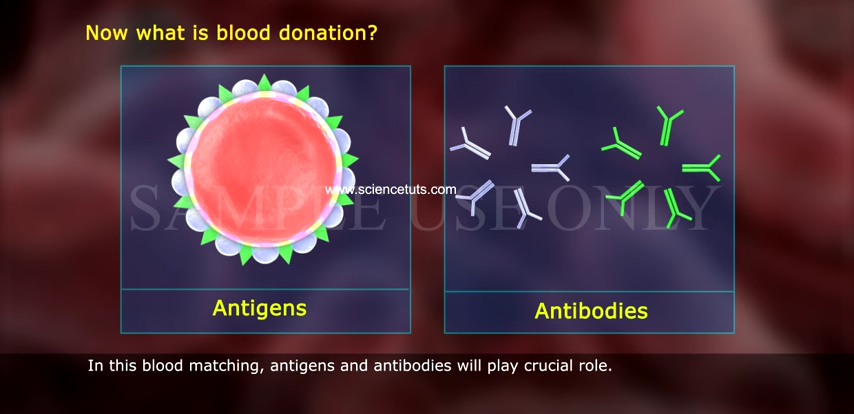 Now what is blood donation?
www.sciencetuts.com
SAMPLE USE ONLY
Antigens
Antibodies
In this blood matching, antigens and antibodies will play crucial role.